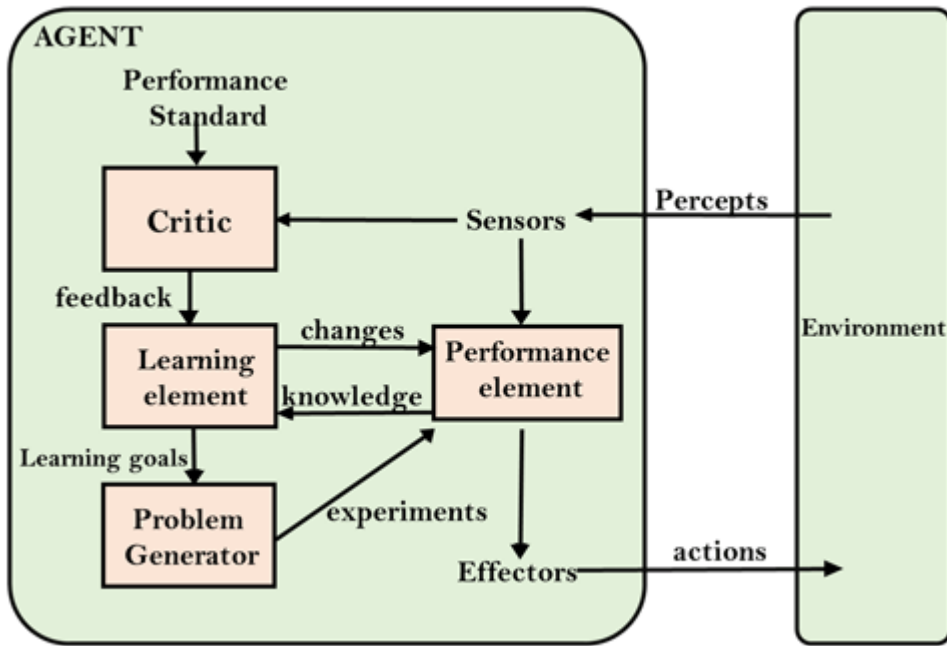 AGENT
Performance
Standard
Critic
Sensors
Percepts
feedback
changes
Learning
element
Performance
element
Environment
knowledge
Learning goals
Problem
Generator
experiments
Effectors
actions